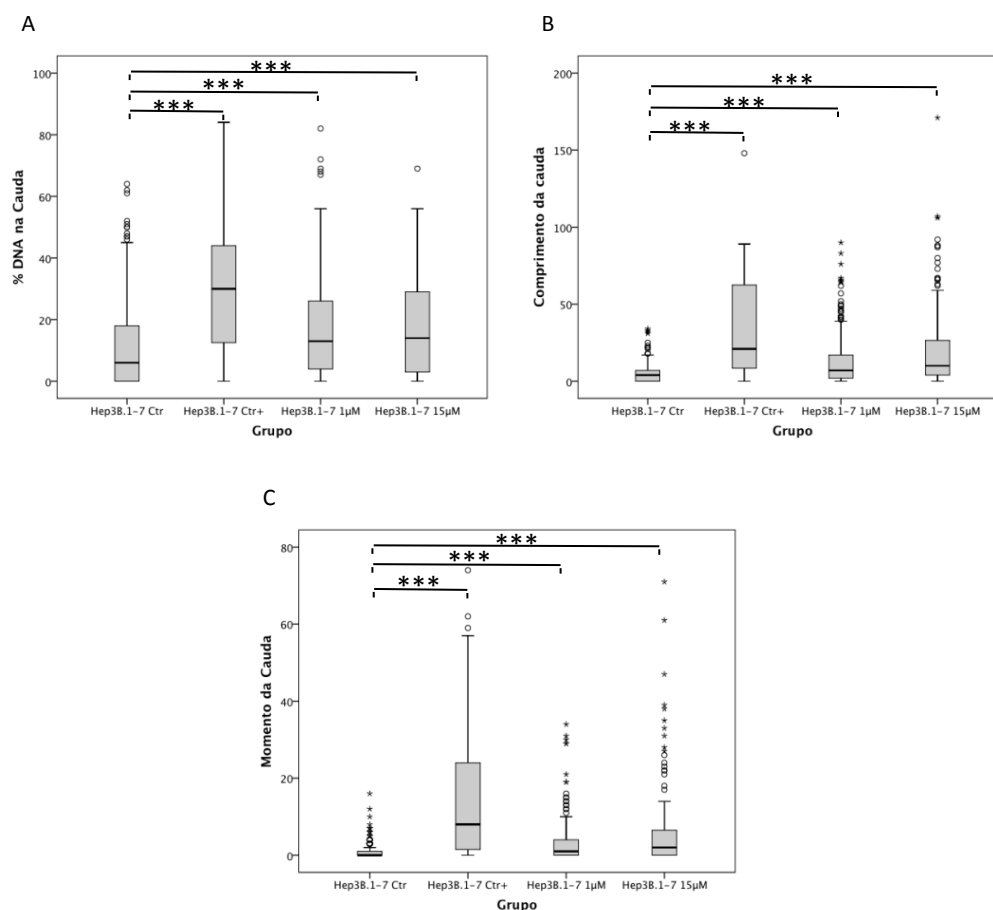 A
% DNA na Cauda
100
80
60
40
20
0
***
***
***
Hep3B.1-7 Ctr
Hep3B.1-7 Ctr+
Hep3B.1-7 1µM
Hep3B.1-7 15µM
Grupo
B
Comprimento da cauda
200
150
100
50
0
***
***
***
Hep3B.1-7 Ctr
Hep3B.1-7 Ctr+
Hep3B.1-7 1µM
Hep3B.1-7 15µM
Grupo
C
Momento da Cauda
80
60
40
20
0
***
***
***
Hep3B.1-7 Ctr
Hep3B.1-7 Ctr+
Hep3B.1-7 1µM
Hep3B.1-7 15µM
Grupo